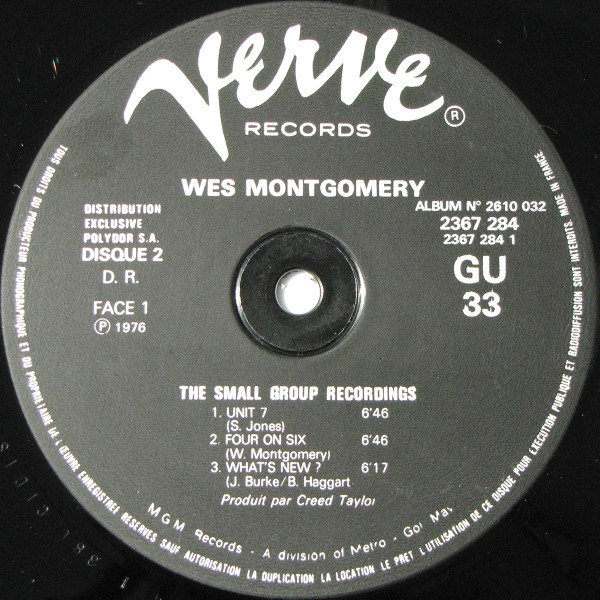 Verve
®
RECORDS
WES MONTGOMERY
DISTRIBUTION
EXCLUSIVE
POLYDOR S.A.
DISQUE 2
D. R.
FACE 1
Ⓟ 1976
ALBUM N° 2610 032
2367 284
2367 284 1
GU
33
THE SMALL GROUP RECORDINGS
1. UNIT 7 6'46
(S. Jones)
2. FOUR ON SIX 6'46
(W. Montgomery)
3. WHAT'S NEW ? 6'17
(J. Burke/B. Haggart
Produit par Creed Taylor
MGM Records - A division of Metro - Gol
TOUS DROITS DU PRODUCTEUR PHONOGRAPHIQUE ET DU PROPRIETAIRE DE L'ŒUVRE ENREGISTREE RESERVES SAUF AUTORISATION LA DUPLICATION LA LOCATION LE PRET L'UTILISATION DE CE DISQUE POUR EXECUTION PUBLIQUE ET RADIODIFFUSION SONT INTERDITS. MADE IN FRANCE